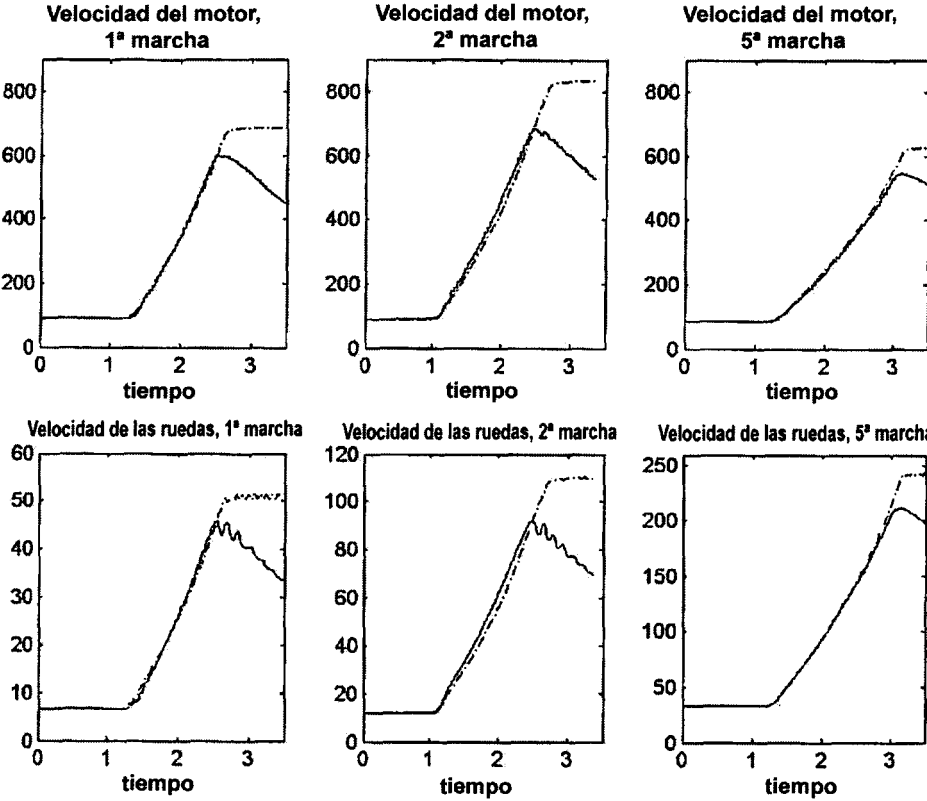 Velocidad del motor,
1ª marcha
800
600
400
200
0
0 1 2 3
tiempo
Velocidad del motor,
2ª marcha
800
600
400
200
0
0 1 2 3
tiempo
Velocidad del motor,
5ª marcha
800
600
400
200
0
0 1 2 3
tiempo
Velocidad de las ruedas, 1ª marcha
60
50
40
30
20
10
0
0 1 2 3
tiempo
Velocidad de las ruedas, 2ª marcha
120
100
80
60
40
20
0
0 1 2 3
tiempo
Velocidad de las ruedas, 5ª marcha
250
200
150
100
50
0
0 1 2 3
tiempo